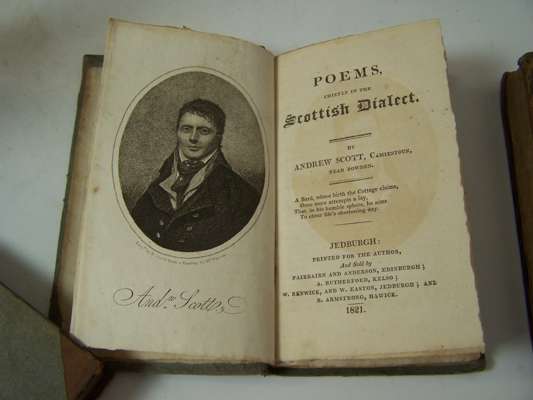 And.w Scott
POEMS,
CHIEFLY IN THE
Scottish Dialect.
BY
ANDREW SCOTT, CAMIESTOUN,
NEAR BOWDEN.
A Bard, whose birth the Cottage claims,
Once more attempts a lay,
That, in his humble sphere, he aims
To cheer life's shortening way.
JEDBURGH:
PRINTED FOR THE AUTHOR,
And Sold by
FAIRBAIRN AND ANDERSON, EDINBURGH;
A. RUTHERFORD, KELSO;
W. RENWICK, AND W. EASTON, JEDBURGH; AND
R. ARMSTRONG, HAWICK.
1821.